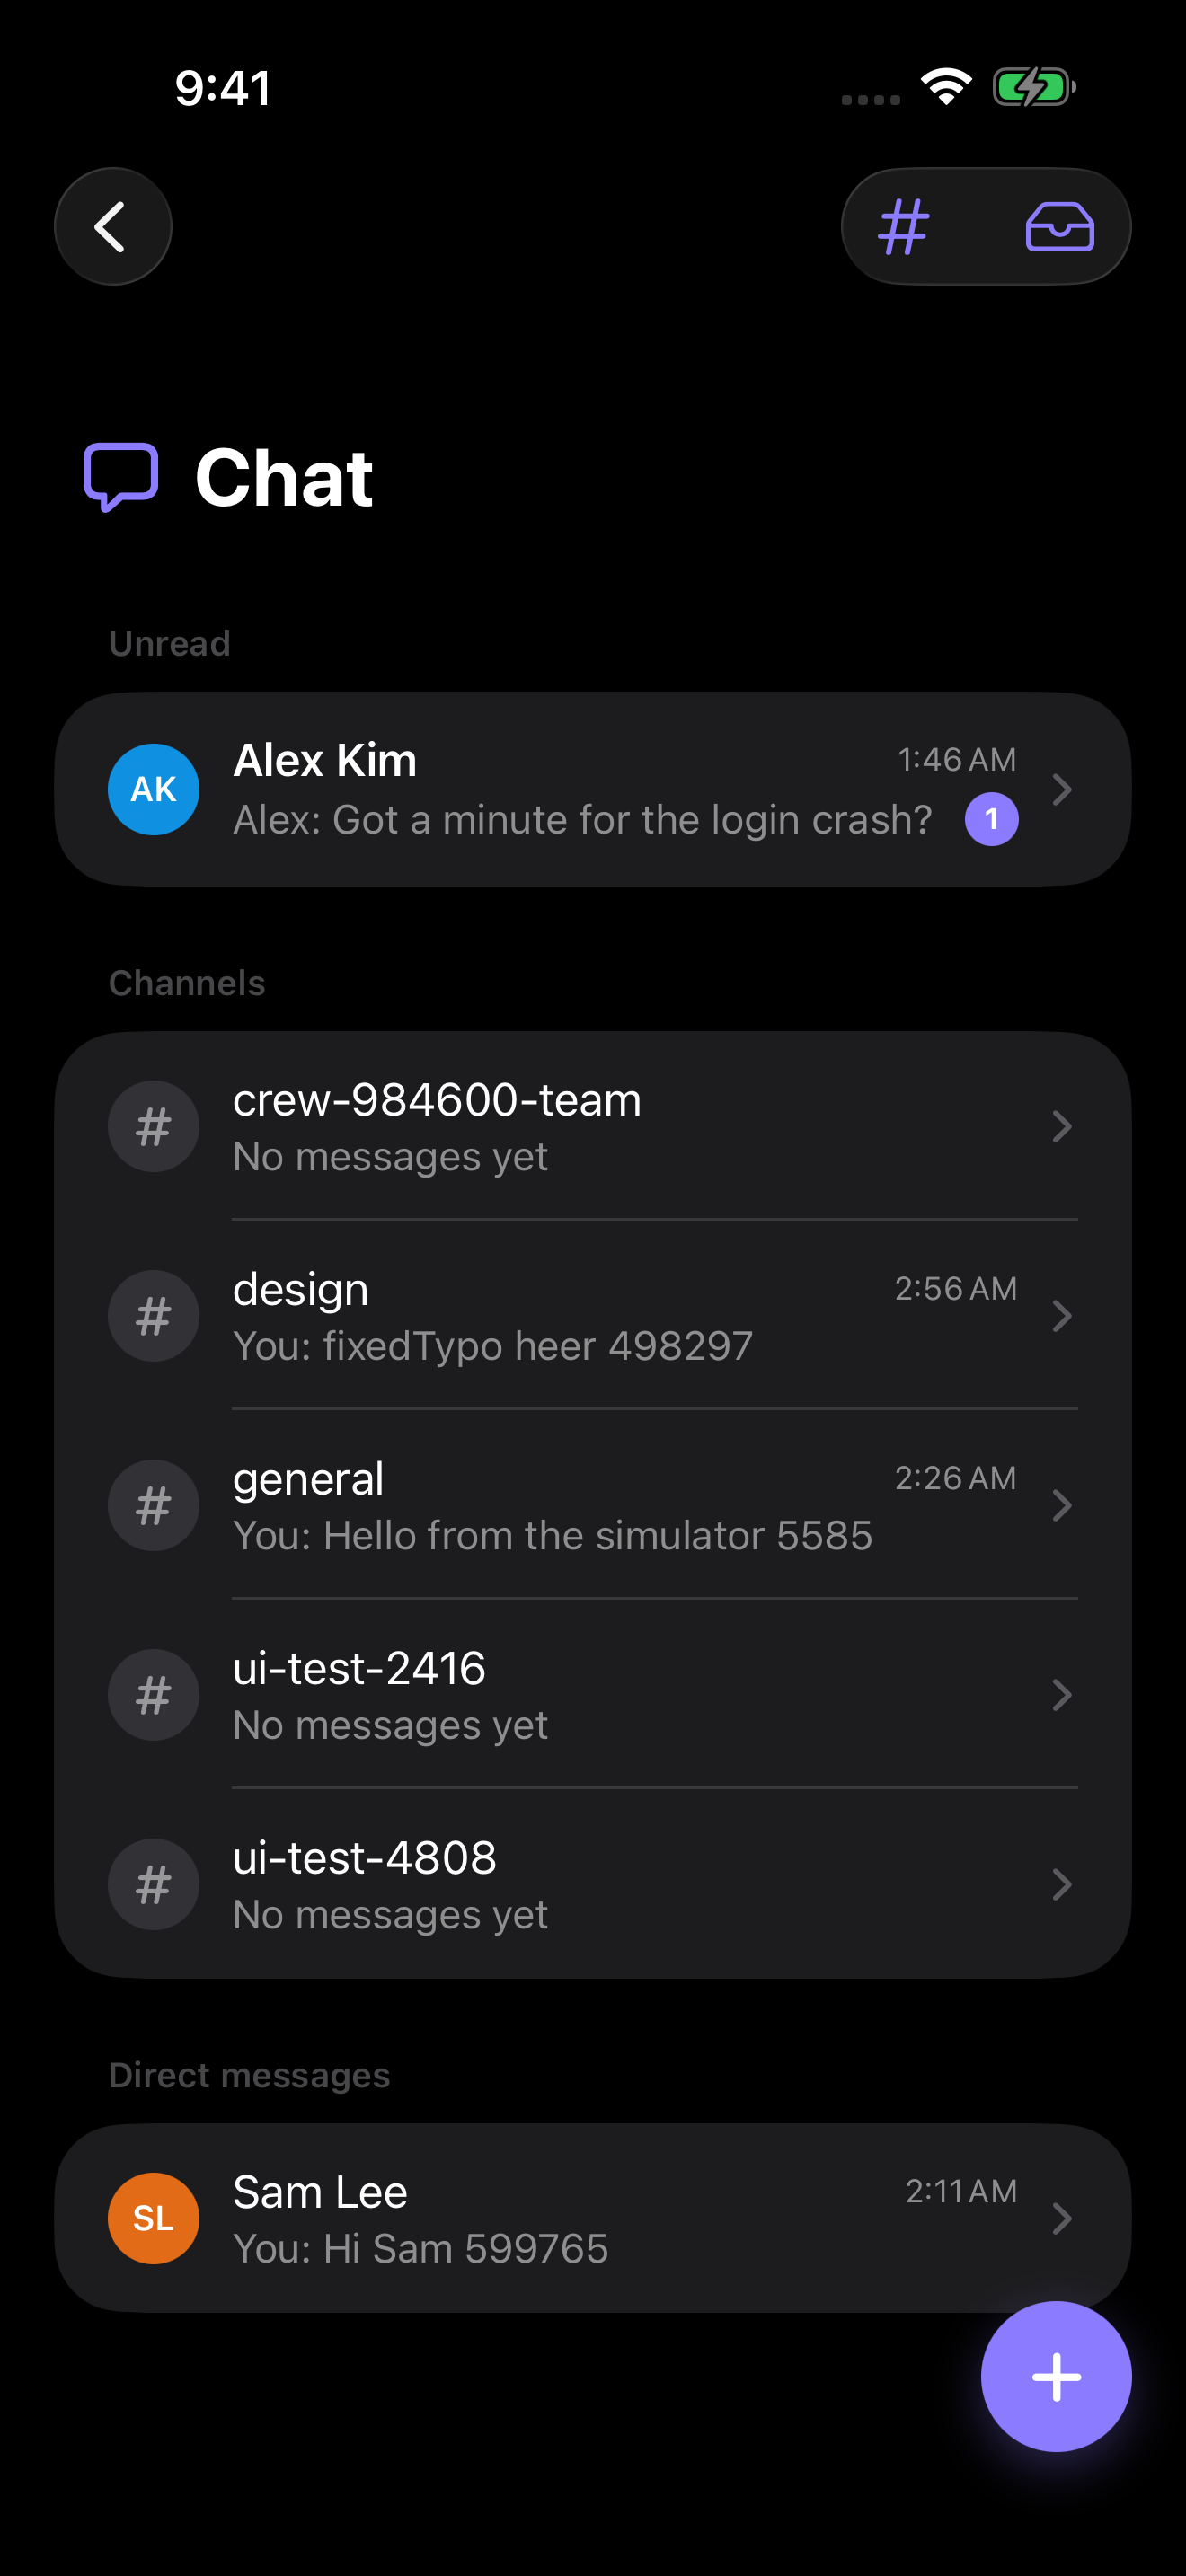 9:41
Chat
Unread
AK
Alex Kim
1:46 AM
Alex: Got a minute for the login crash?
1
Channels
crew-984600-team
No messages yet
design
2:56 AM
You: fixedTypo heer 498297
general
2:26 AM
You: Hello from the simulator 5585
ui-test-2416
No messages yet
ui-test-4808
No messages yet
Direct messages
SL
Sam Lee
2:11 AM
You: Hi Sam 599765